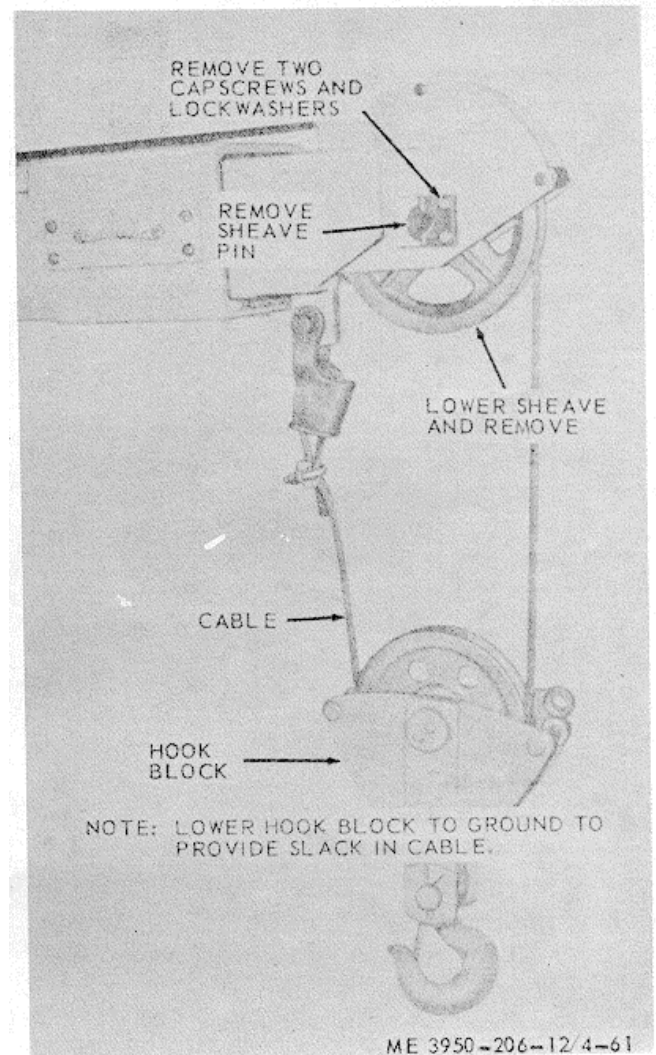 REMOVE TWO
CAPSCREWS AND
LOCKWASHERS
REMOVE
SHEAVE
PIN
LOWER SHEAVE
AND REMOVE
CABLE
HOOK
BLOCK
NOTE: LOWER HOOK BLOCK TO GROUND TO
PROVIDE SLACK IN CABLE.
ME 3950-206-12/4-61